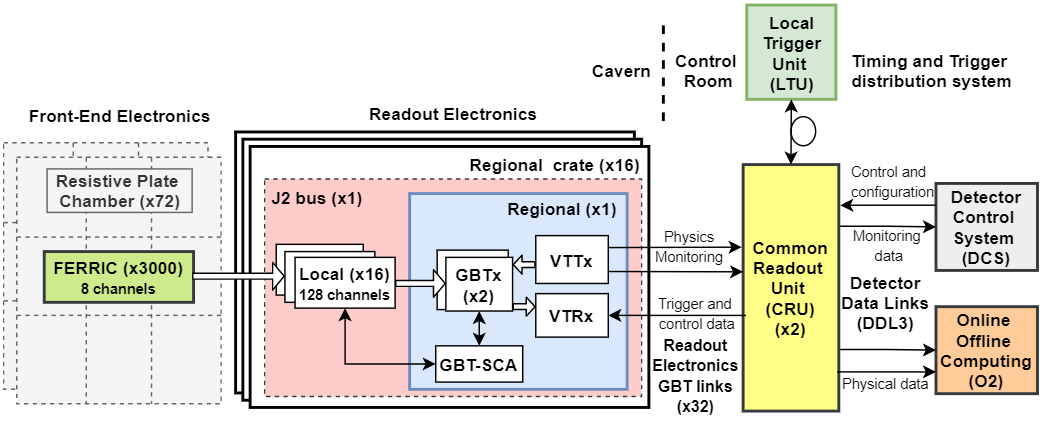 Local
Trigger
Unit
(LTU)
Cavern
Control
Room
Timing and Trigger
distribution system
Front-End Electronics
Readout Electronics
Resistive Plate
Chamber (x72)
FERRIC (x3000)
8 channels
Regional crate (x16)
J2 bus (x1)
Regional (x1)
Local (x16)
128 channels
GBTx
(x2)
VTTx
VTRx
GBT-SCA
Physics
Monitoring
Trigger and
control data
Readout
Electronics
GBT links
(x32)
Common
Readout
Unit
(CRU)
(x2)
Control and
configuration
Monitoring
data
Detector
Data Links
(DDL3)
Physical data
Detector
Control
System
(DCS)
Online
Offline
Computing
(O2)